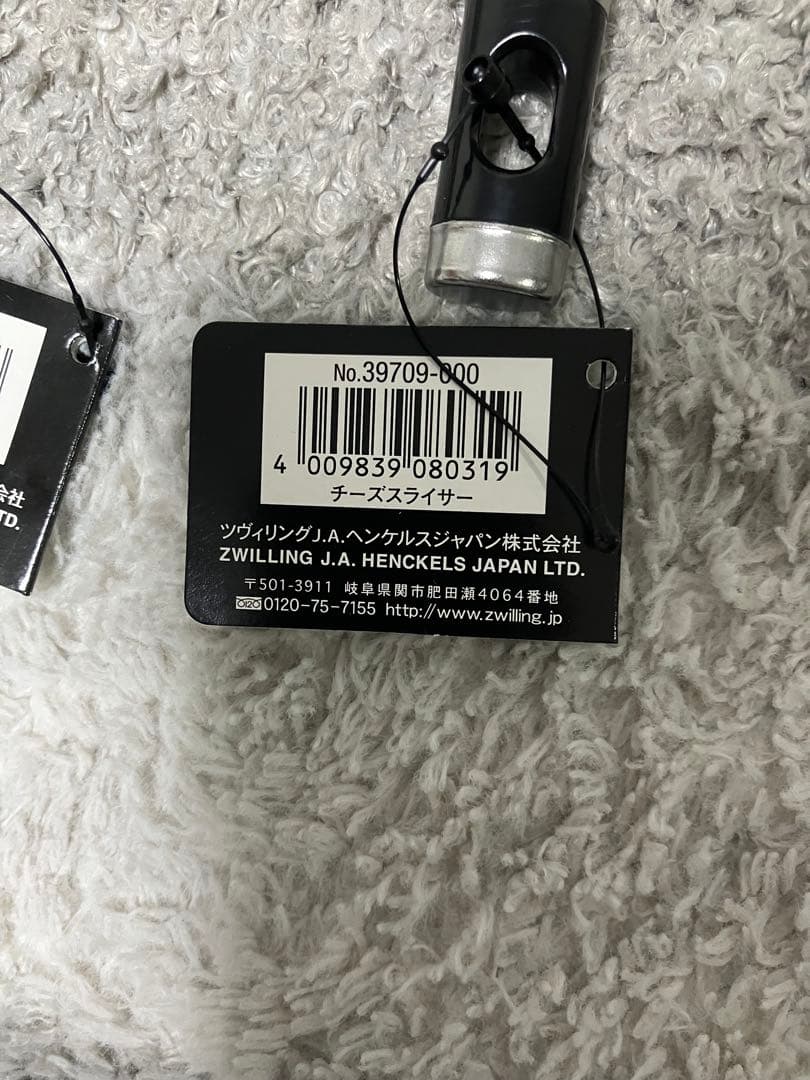 No.39709-000
4 009839 080319
チーズスライサー
ツヴィリングJ.A.ヘンケルスジャパン株式会社
ZWILLING J.A. HENCKELS JAPAN LTD.
〒501-3911 岐阜県関市肥田瀬4064番地
0120-75-7155 http://www.zwilling.jp
会社
TD.